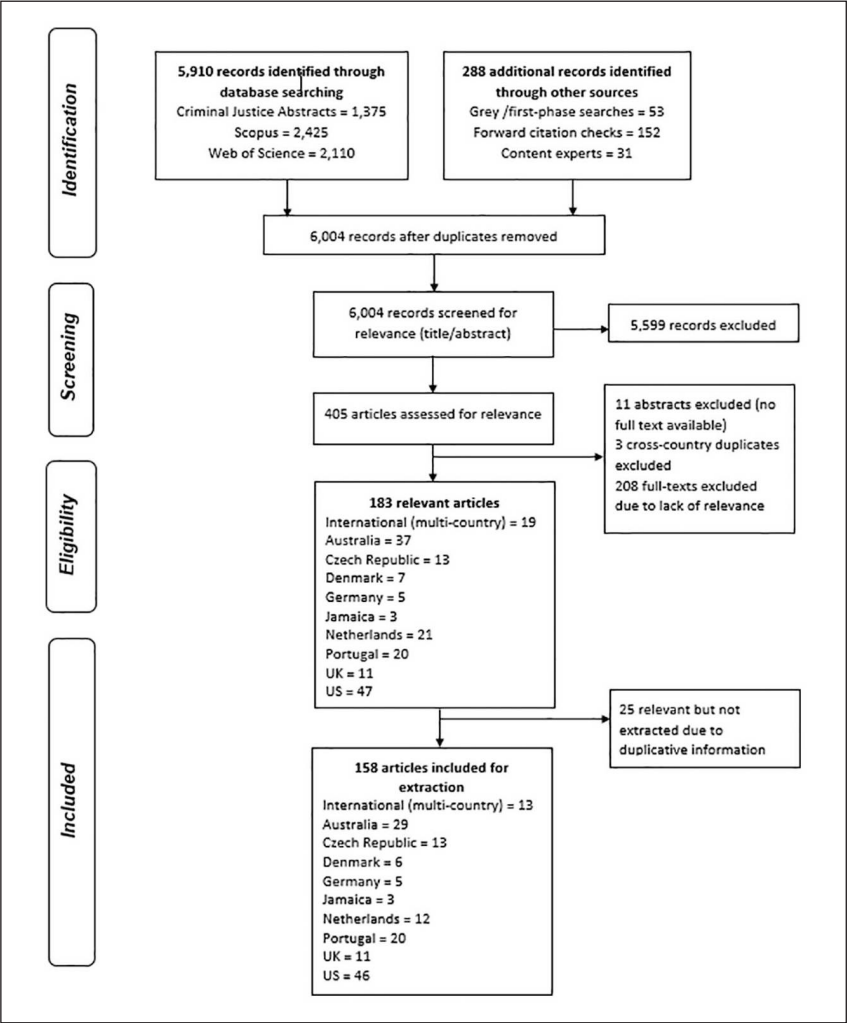 Identification
5,910 records identified through
database searching
Criminal Justice Abstracts = 1,375
Scopus = 2,425
Web of Science = 2,110
288 additional records identified
through other sources
Grey /first-phase searches = 53
Forward citation checks = 152
Content experts = 31
6,004 records after duplicates removed
Screening
6,004 records screened for
relevance (title/abstract)
5,599 records excluded
405 articles assessed for relevance
11 abstracts excluded (no
full text available)
3 cross-country duplicates
excluded
208 full-texts excluded
due to lack of relevance
Eligibility
183 relevant articles
International (multi-country) = 19
Australia = 37
Czech Republic = 13
Denmark = 7
Germany = 5
Jamaica = 3
Netherlands = 21
Portugal = 20
UK = 11
US = 47
25 relevant but not
extracted due to
duplicative information
Included
158 articles included for
extraction
International (multi-country) = 13
Australia = 29
Czech Republic = 13
Denmark = 6
Germany = 5
Jamaica = 3
Netherlands = 12
Portugal = 20
UK = 11
US = 46